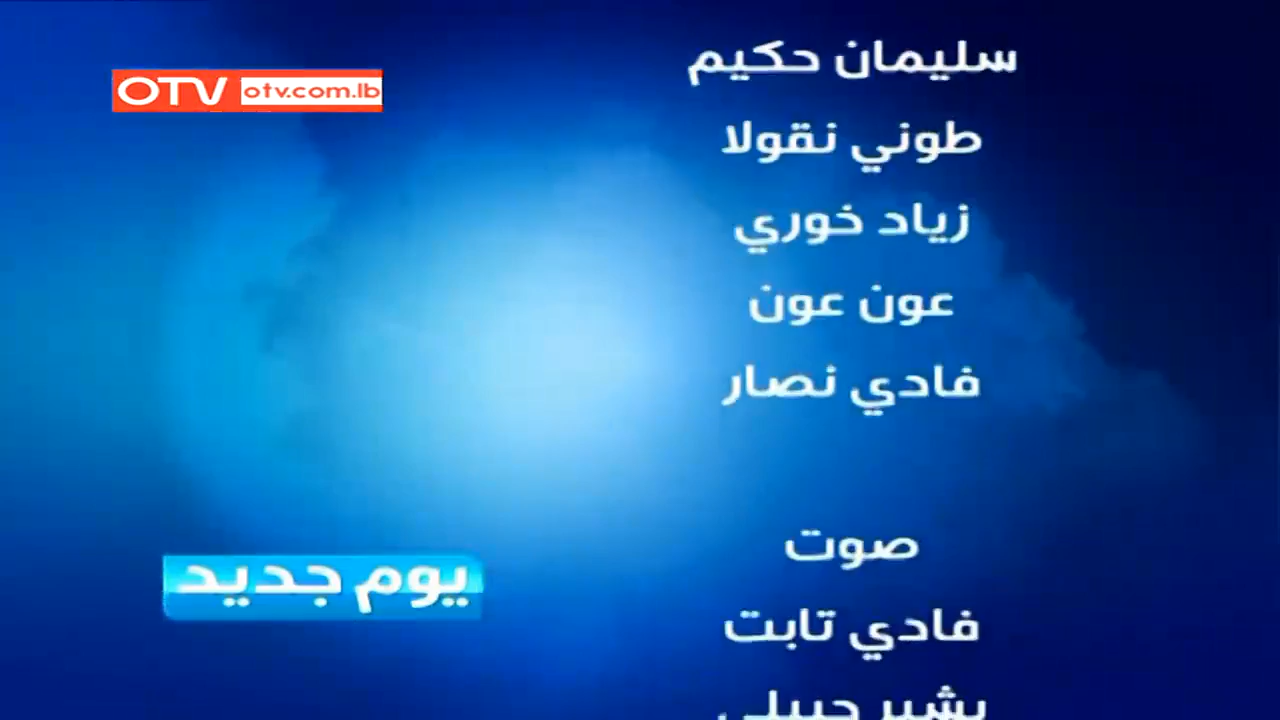 OTV otv.com.lb
سليمان حكيم
طوني نقولا
زياد خوري
عون عون
فادي نصار
صوت
فادي تابت
بشير
يوم جديد